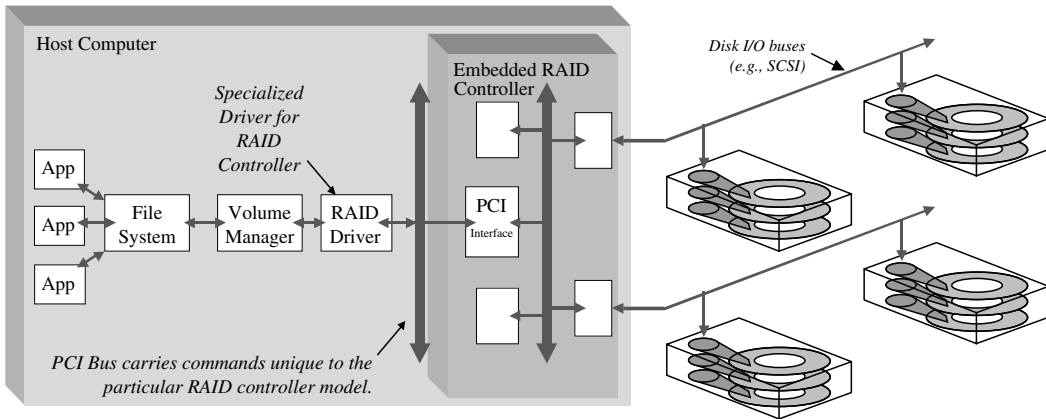 Host Computer
Specialized
Driver for
RAID
Controller
App
App
App
File
System
Volume
Manager
RAID
Driver
Embedded RAID
Controller
PCI
Interface
PCI Bus carries commands unique to the
particular RAID controller model.
Disk I/O buses
(e.g., SCSI)